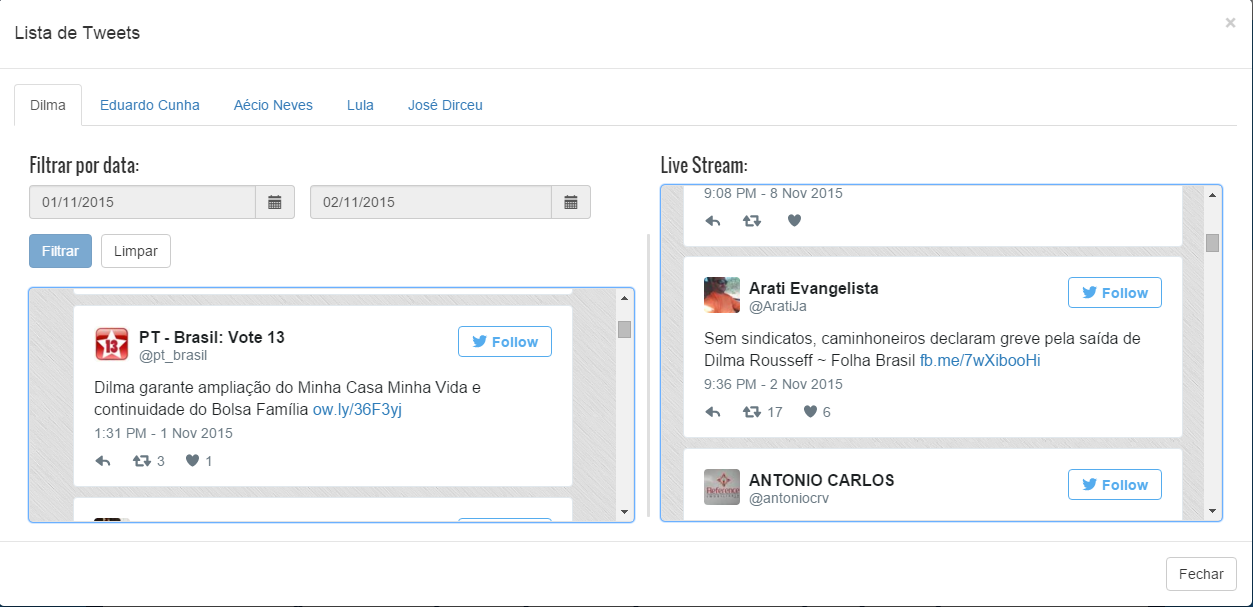 Lista de Tweets
×
Dilma
Eduardo Cunha
Aécio Neves
Lula
José Dirceu
Filtrar por data:
01/11/2015
02/11/2015
Filtrar
Limpar
PT - Brasil: Vote 13
@pt_brasil
Follow
13
Dilma garante ampliação do Minha Casa Minha Vida e
continuidade do Bolsa Família ow.ly/36F3yj
1:31 PM - 1 Nov 2015
3
1
Live Stream:
9:08 PM - 8 Nov 2015
Arati Evangelista
@AratiJa
Follow
Sem sindicatos, caminhoneiros declaram greve pela saída de
Dilma Rousseff ~ Folha Brasil fb.me/7wXibooHi
9:36 PM - 2 Nov 2015
17
6
Reference
ANTONIO CARLOS
@antoniocrv
Follow
Fechar